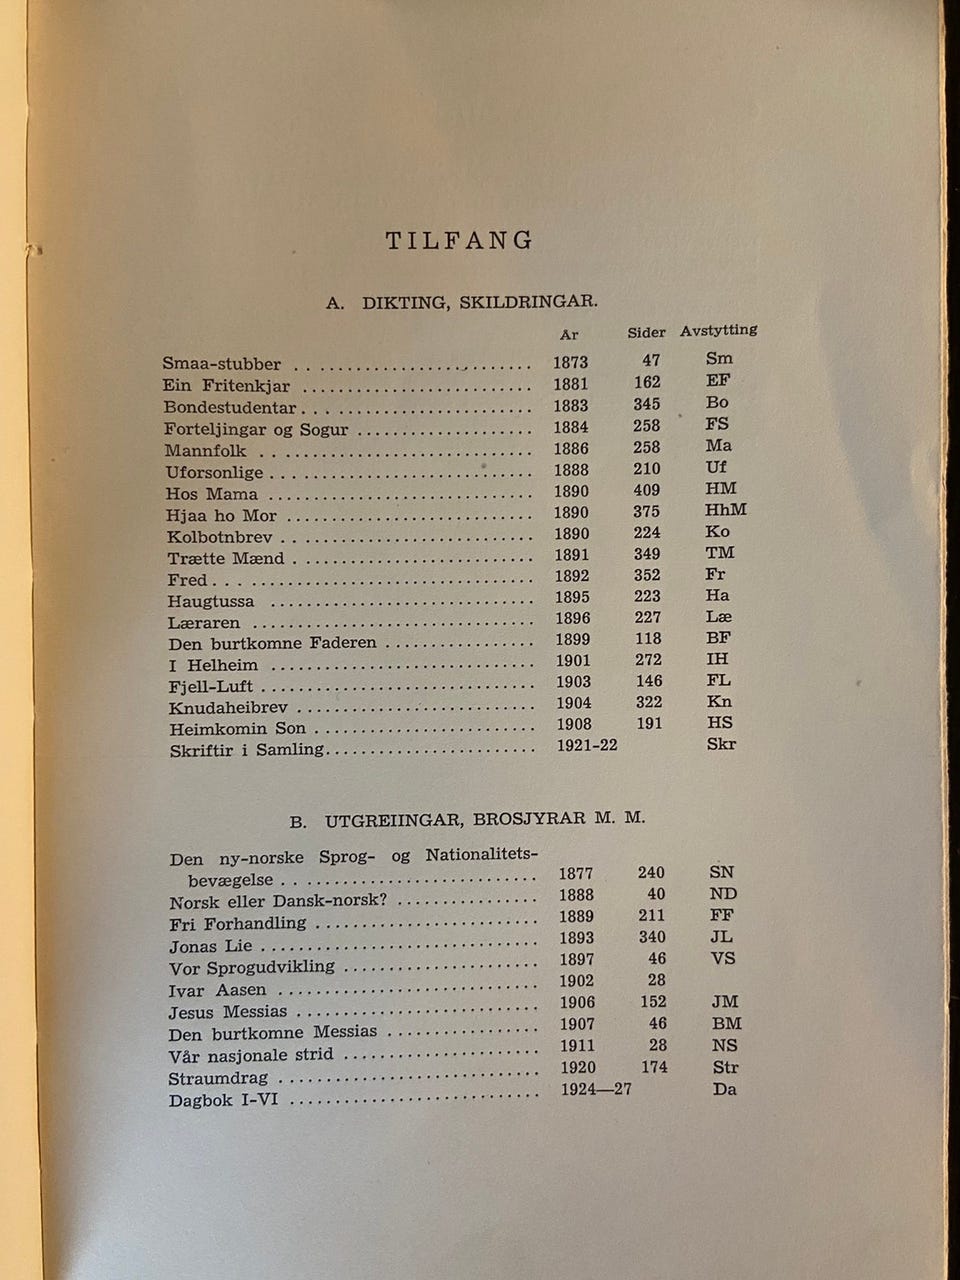 TILFANG
A. DIKTING, SKILDRINGAR.
År Sider Avstytting
Smaa-stubber . . . . . . . . . . . . . . . . . . . . . . . . . . 1873 47 Sm
Ein Fritenkjar . . . . . . . . . . . . . . . . . . . . . . . . . 1881 162 EF
Bondestudentar . . . . . . . . . . . . . . . . . . . . . . . . . 1883 345 Bo
Forteljingar og Sogur . . . . . . . . . . . . . . . . . . . 1884 258 FS
Mannfolk . . . . . . . . . . . . . . . . . . . . . . . . . . . . . 1886 258 Ma
Uforsonlige . . . . . . . . . . . . . . . . . . . . . . . . . . . . 1888 210 Uf
Hos Mama . . . . . . . . . . . . . . . . . . . . . . . . . . . . 1890 409 HM
Hjaa ho Mor . . . . . . . . . . . . . . . . . . . . . . . . . . 1890 375 HhM
Kolbotnbrev . . . . . . . . . . . . . . . . . . . . . . . . . . . 1890 224 Ko
Trætte Mænd . . . . . . . . . . . . . . . . . . . . . . . . . . 1891 349 TM
Fred . . . . . . . . . . . . . . . . . . . . . . . . . . . . . . . . . 1892 352 Fr
Haugtussa . . . . . . . . . . . . . . . . . . . . . . . . . . . . 1895 223 Ha
Læraren . . . . . . . . . . . . . . . . . . . . . . . . . . . . . . 1896 227 Læ
Den burtkomne Faderen . . . . . . . . . . . . . . . . 1899 118 BF
I Helheim . . . . . . . . . . . . . . . . . . . . . . . . . . . . 1901 272 IH
Fjell-Luft . . . . . . . . . . . . . . . . . . . . . . . . . . . . . 1903 146 FL
Knudaheibrev . . . . . . . . . . . . . . . . . . . . . . . . . 1904 322 Kn
Heimkomin Son . . . . . . . . . . . . . . . . . . . . . . . 1908 191 HS
Skriftir i Samling . . . . . . . . . . . . . . . . . . . . . . . 1921-22 Skr
B. UTGREIINGAR, BROSJYRAR M. M.
Den ny-norske Sprog- og Nationalitets-
bevægelse . . . . . . . . . . . . . . . . . . . . . . . . . . . 1877 240 SN
Norsk eller Dansk-norsk? . . . . . . . . . . . . . . . 1888 40 ND
Fri Forhandling . . . . . . . . . . . . . . . . . . . . . . . . 1889 211 FF
Jonas Lie . . . . . . . . . . . . . . . . . . . . . . . . . . . . . 1893 340 JL
Vor Sprogudvikling . . . . . . . . . . . . . . . . . . . . . 1897 46 VS
Ivar Aasen . . . . . . . . . . . . . . . . . . . . . . . . . . . . 1902 28
Jesus Messias . . . . . . . . . . . . . . . . . . . . . . . . . . 1906 152 JM
Den burtkomne Messias . . . . . . . . . . . . . . . . 1907 46 BM
Vår nasjonale strid . . . . . . . . . . . . . . . . . . . . . 1911 28 NS
Straumdrag . . . . . . . . . . . . . . . . . . . . . . . . . . . . 1920 174 Str
Dagbok I-VI . . . . . . . . . . . . . . . . . . . . . . . . . . . 1924—27 Da